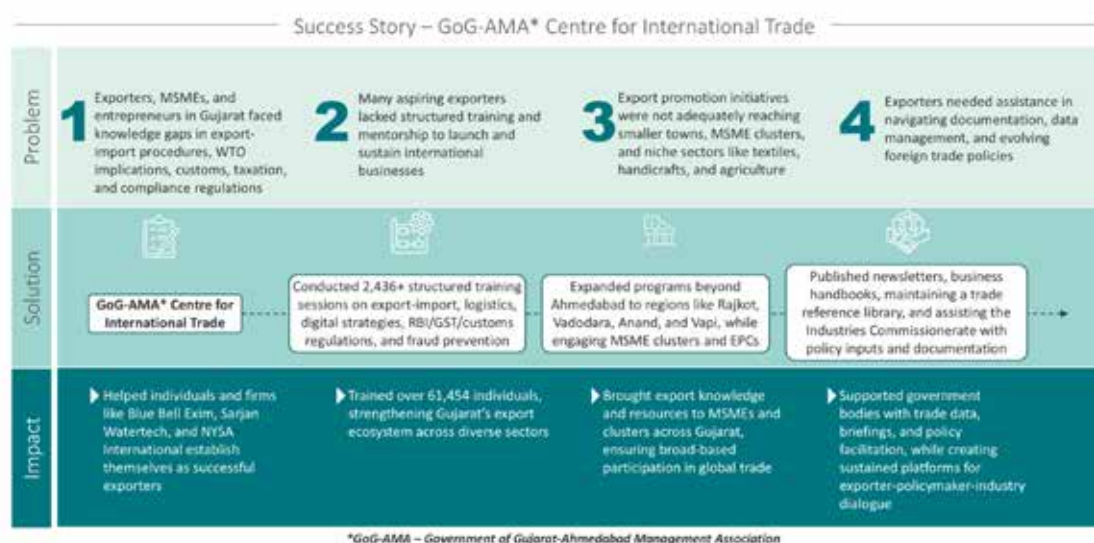 Success Story – GoG-AMA* Centre for International Trade
Problem
1
Exporters, MSMEs, and
entrepreneurs in Gujarat faced
knowledge gaps in export-
import procedures, WTO
implications, customs, taxation,
and compliance regulations
2
Many aspiring exporters
lacked structured training and
mentorship to launch and
sustain international
businesses
3
Export promotion initiatives
were not adequately reaching
smaller towns, MSME clusters,
and niche sectors like textiles,
handicrafts, and agriculture
4
Exporters needed assistance in
navigating documentation, data
management, and evolving
foreign trade policies
Solution
GoG-AMA* Centre for
International Trade
Conducted 2,436+ structured training
sessions on export-import, logistics,
digital strategies, RBI/GST/customs
regulations, and fraud prevention
Expanded programs beyond
Ahmedabad to regions like Rajkot,
Vadodara, Anand, and Vapi, while
engaging MSME clusters and EPCs
Published newsletters, business
handbooks, maintaining a trade
reference library, and assisting the
Industries Commissionerate with
policy inputs and documentation
Impact
Helped individuals and firms
like Blue Bell Exim, Sarjan
Watertech, and NYSA
International establish
themselves as successful
exporters
Trained over 61,454 individuals,
strengthening Gujarat's export
ecosystem across diverse sectors
Brought export knowledge
and resources to MSMEs and
clusters across Gujarat,
ensuring broad-based
participation in global trade
Supported government
bodies with trade data,
briefings, and policy
facilitation, while creating
sustained platforms for
exporter-policymaker-industry
dialogue
*GoG-AMA – Government of Gujarat-Ahmedabad Management Association